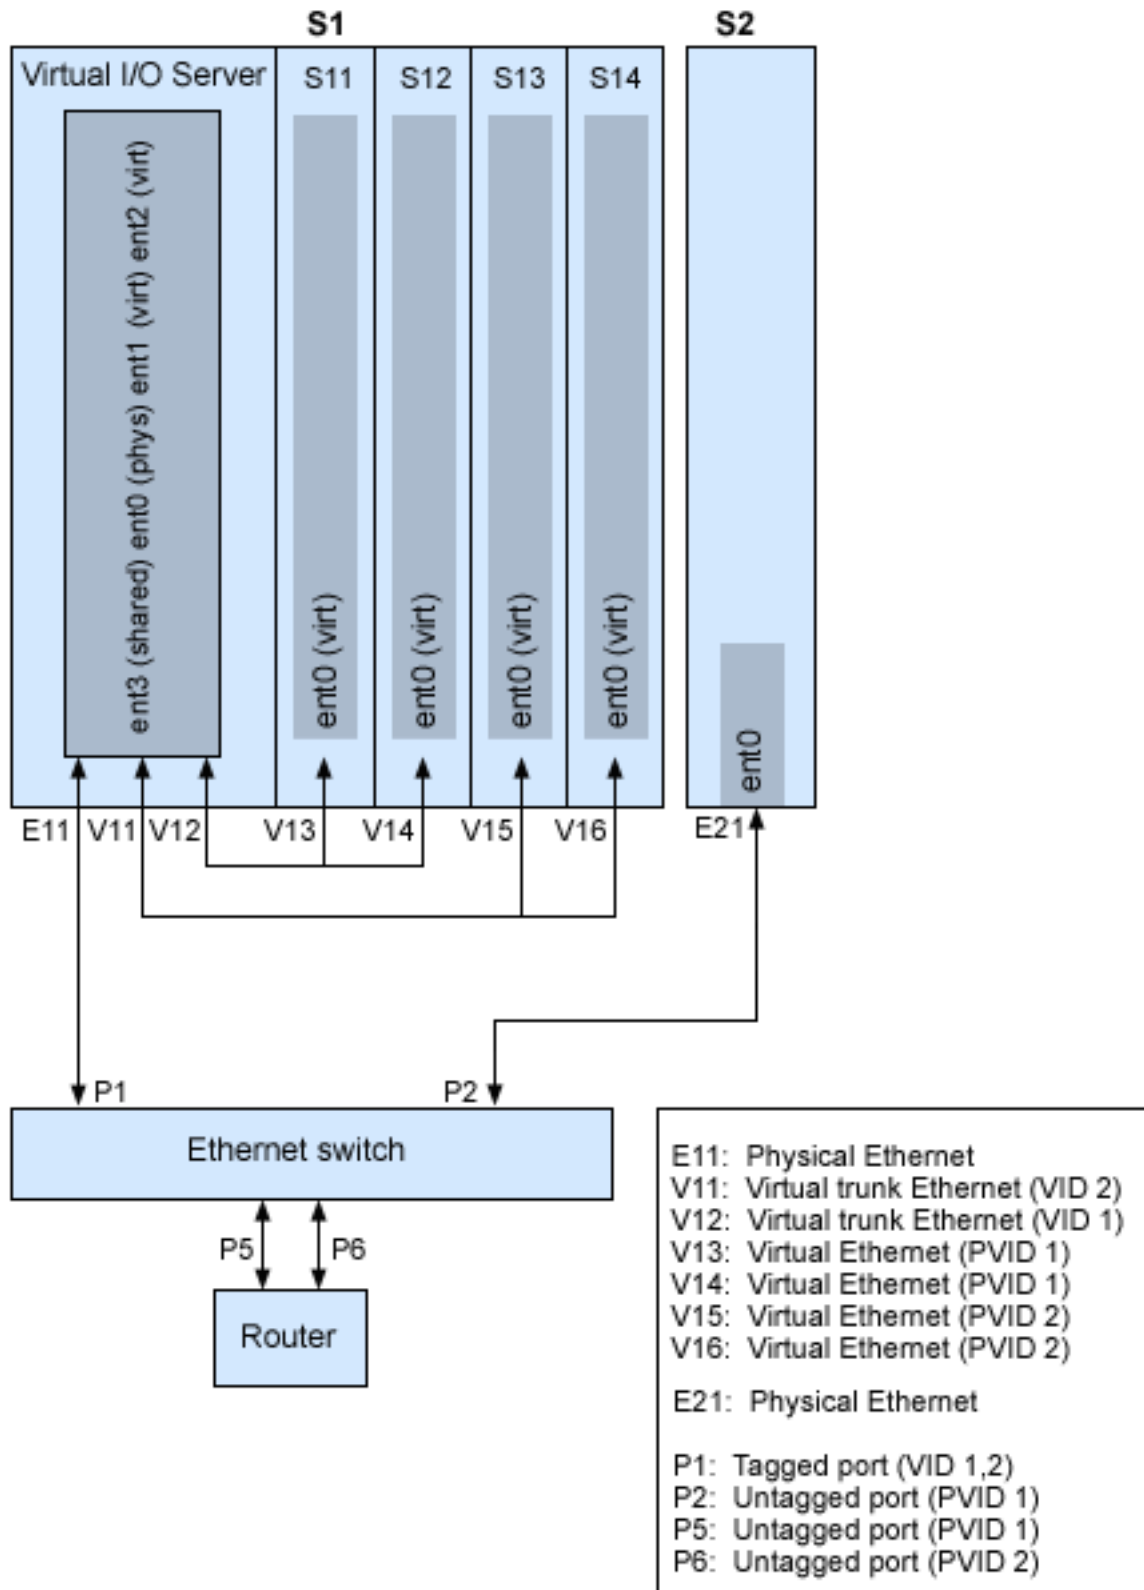 S1
S2
Virtual I/O Server
S11
S12
S13
S14
ent3 (shared) ent0 (phys) ent1 (virt) ent2 (virt)
ent0 (virt)
ent0 (virt)
ent0 (virt)
ent0 (virt)
ent0
E11
V11
V12
V13
V14
V15
V16
E21
P1
P2
Ethernet switch
P5
P6
Router
E11: Physical Ethernet
V11: Virtual trunk Ethernet (VID 2)
V12: Virtual trunk Ethernet (VID 1)
V13: Virtual Ethernet (PVID 1)
V14: Virtual Ethernet (PVID 1)
V15: Virtual Ethernet (PVID 2)
V16: Virtual Ethernet (PVID 2)
E21: Physical Ethernet
P1: Tagged port (VID 1,2)
P2: Untagged port (PVID 1)
P5: Untagged port (PVID 1)
P6: Untagged port (PVID 2)